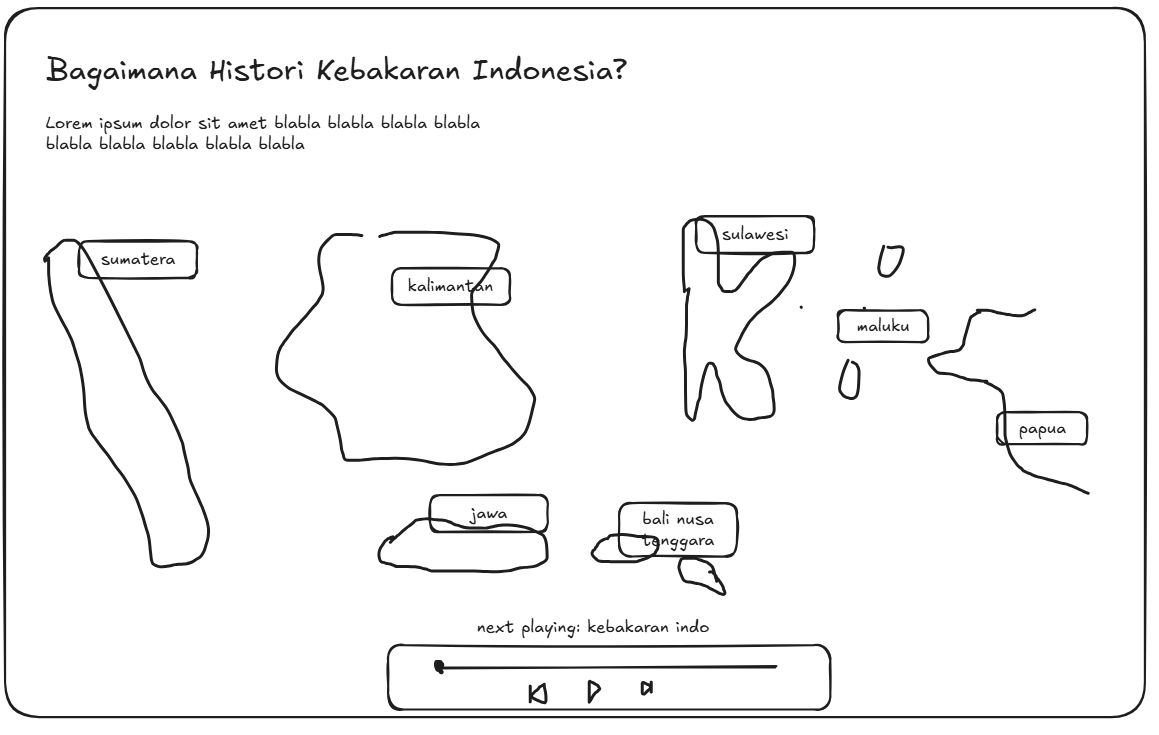 Bagaimana Histori Kebakaran Indonesia?
Lorem ipsum dolor sit amet blabla blabla blabla blabla
blabla blabla blabla blabla blabla
sulawesi
sumatera
kalimantan
maluku
papua
jawa
bali nusa
tenggara
next playing: kebakaran indo